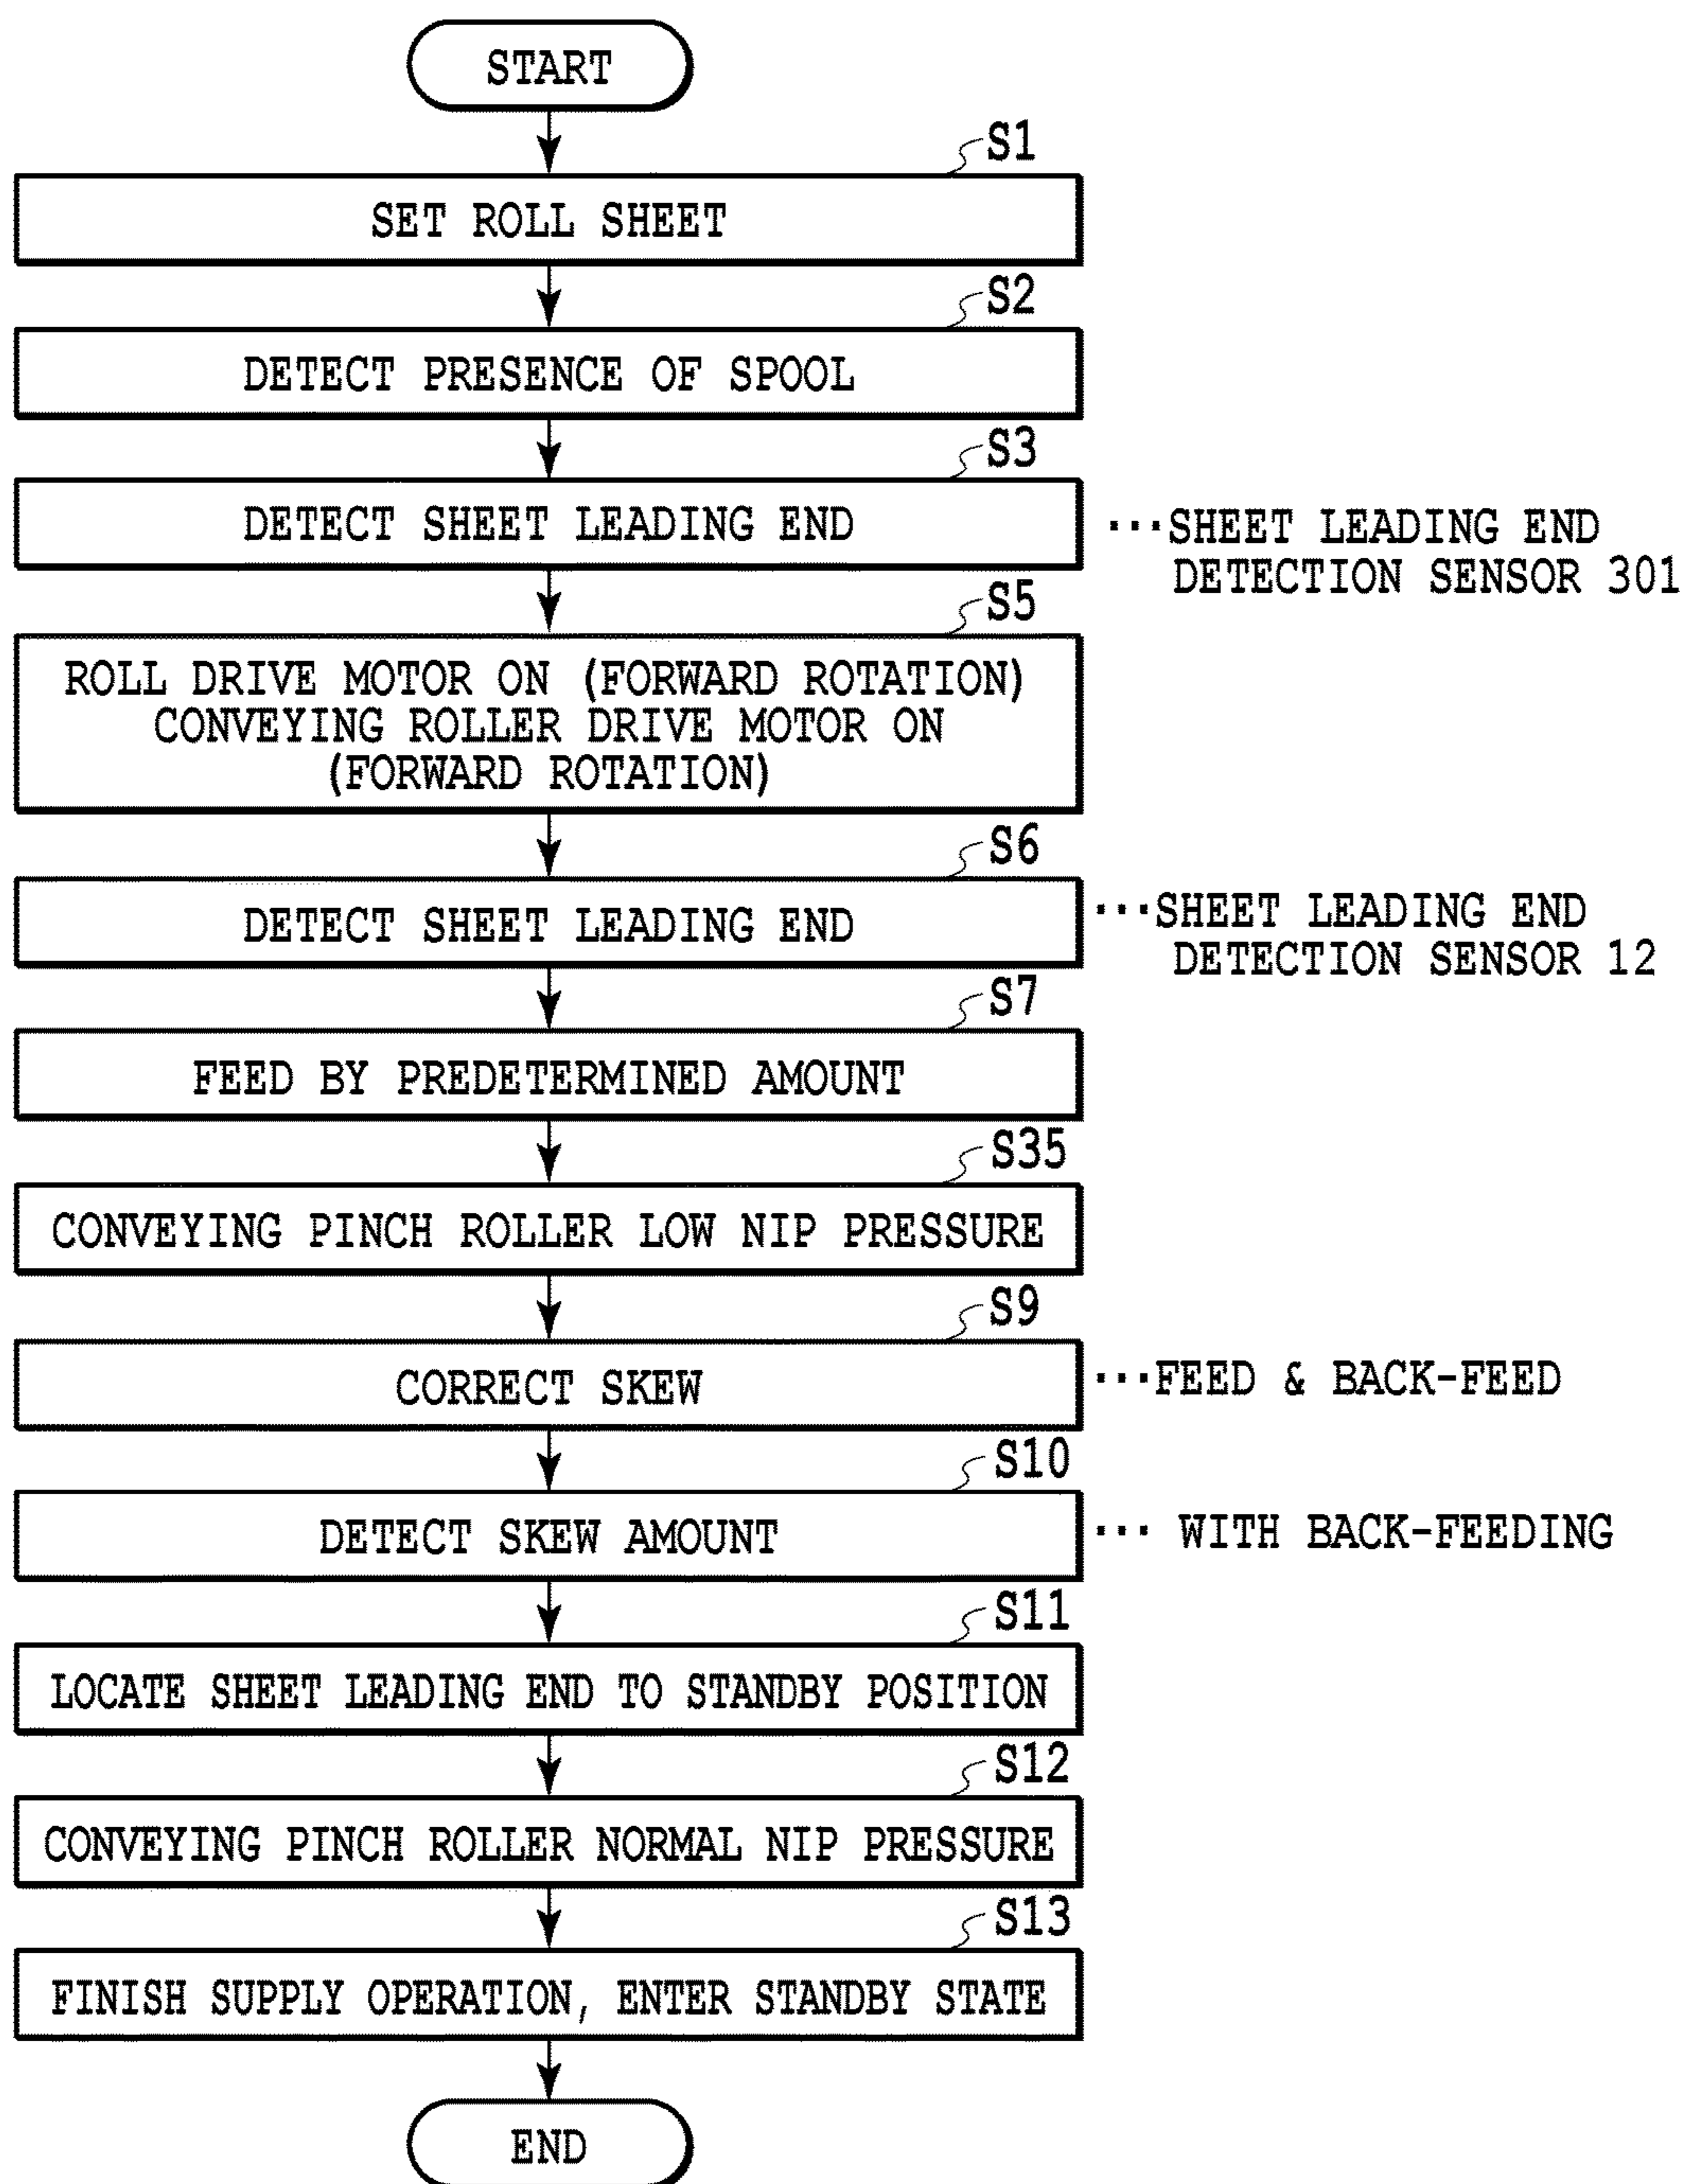 START
S1
SET ROLL SHEET
S2
DETECT PRESENCE OF SPOOL
S3
DETECT SHEET LEADING END
···SHEET LEADING END
DETECTION SENSOR 301
S5
ROLL DRIVE MOTOR ON (FORWARD ROTATION)
CONVEYING ROLLER DRIVE MOTOR ON
(FORWARD ROTATION)
S6
DETECT SHEET LEADING END
···SHEET LEADING END
DETECTION SENSOR 12
S7
FEED BY PREDETERMINED AMOUNT
S35
CONVEYING PINCH ROLLER LOW NIP PRESSURE
S9
CORRECT SKEW
···FEED & BACK-FEED
S10
DETECT SKEW AMOUNT
··· WITH BACK-FEEDING
S11
LOCATE SHEET LEADING END TO STANDBY POSITION
S12
CONVEYING PINCH ROLLER NORMAL NIP PRESSURE
S13
FINISH SUPPLY OPERATION, ENTER STANDBY STATE
END